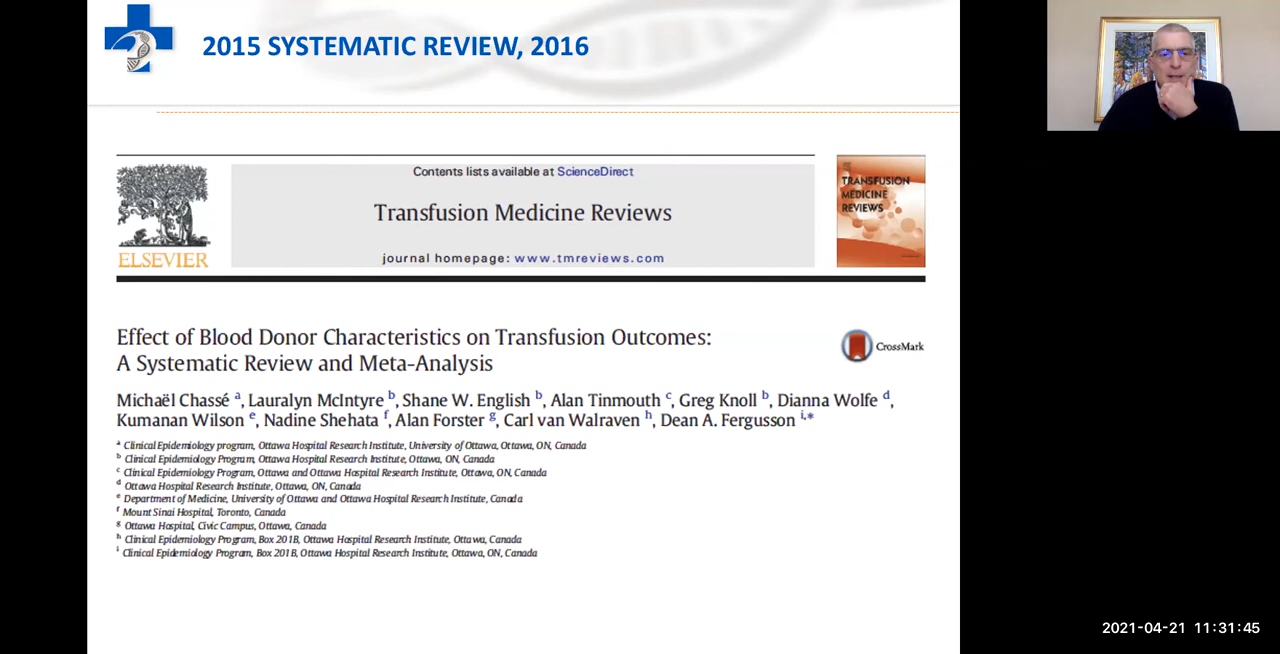 2015 SYSTEMATIC REVIEW, 2016
Contents lists available at ScienceDirect
Transfusion Medicine Reviews
journal homepage: www.tmreviews.com
ELSEVIER
TRANSFUSION
MEDICINE
REVIEWS
Effect of Blood Donor Characteristics on Transfusion Outcomes:
A Systematic Review and Meta-Analysis
CrossMark
Michaël Chassé a, Lauralyn McIntyre b, Shane W. English b, Alan Tinmouth c, Greg Knoll b, Dianna Wolfe d,
Kumanan Wilson e, Nadine Shehata f, Alan Forster g, Carl van Walraven h, Dean A. Fergusson i,*
a Clinical Epidemiology program, Ottawa Hospital Research Institute, University of Ottawa, Ottawa, ON, Canada
b Clinical Epidemiology Program, Ottawa Hospital Research Institute, Ottawa, ON, Canada
c Clinical Epidemiology Program, Ottawa and Ottawa Hospital Research Institute, Ottawa, ON, Canada
d Ottawa Hospital Research Institute, Ottawa, ON, Canada
e Department of Medicine, University of Ottawa and Ottawa Hospital Research Institute, Canada
f Mount Sinai Hospital, Toronto, Canada
g Ottawa Hospital, Civic Campus, Ottawa, Canada
h Clinical Epidemiology Program, Box 201B, Ottawa Hospital Research Institute, Ottawa, Canada
i Clinical Epidemiology Program, Box 201B, Ottawa Hospital Research Institute, Ottawa, ON, Canada
2021-04-21 11:31:45